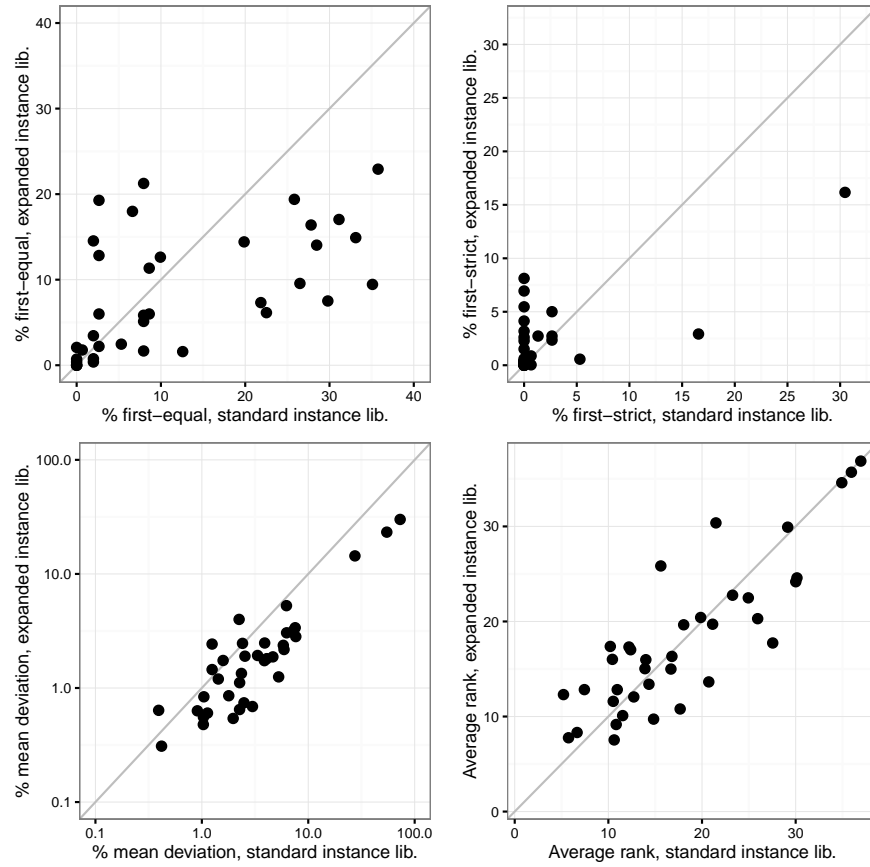 % first−equal, expanded instance lib.
40
30
20
10
0
0 10 20 30 40
% first−equal, standard instance lib.
% first−strict, expanded instance lib.
30
25
20
15
10
5
0
0 5 10 15 20 25 30
% first−strict, standard instance lib.
% mean deviation, expanded instance lib.
100.0
10.0
1.0
0.1
0.1 1.0 10.0 100.0
% mean deviation, standard instance lib.
Average rank, expanded instance lib.
30
20
10
0
0 10 20 30
Average rank, standard instance lib.